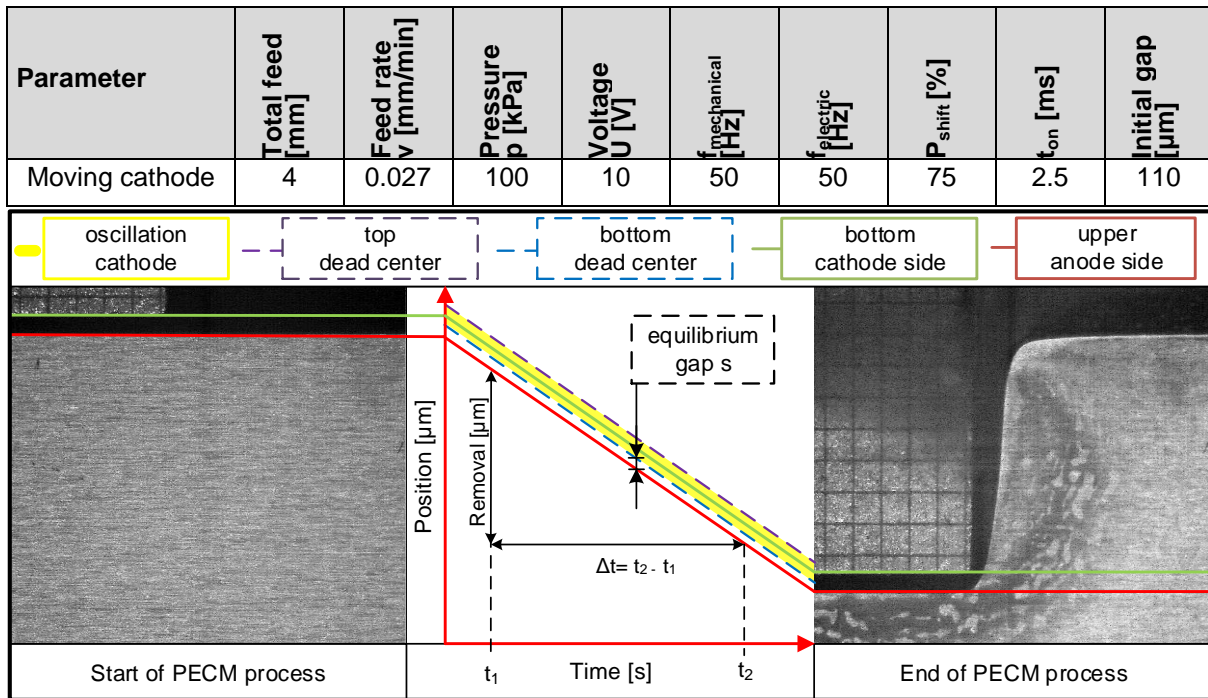 Parameter
Total feed
[mm]
Feed rate
v [mm/min]
Pressure
p [kPa]
Voltage
U [V]
fmechanical
[Hz]
felectric
[Hz]
Pshift [%]
ton [ms]
Initial gap
[µm]
Moving cathode 4 0.027 100 10 50 50 75 2.5 110
oscillation
cathode
top
dead center
bottom
dead center
bottom
cathode side
upper
anode side
equilibrium
gap s
Position [µm]
Removal [µm]
Δt= t2 - t1
t1
Time [s]
t2
Start of PECM process
End of PECM process